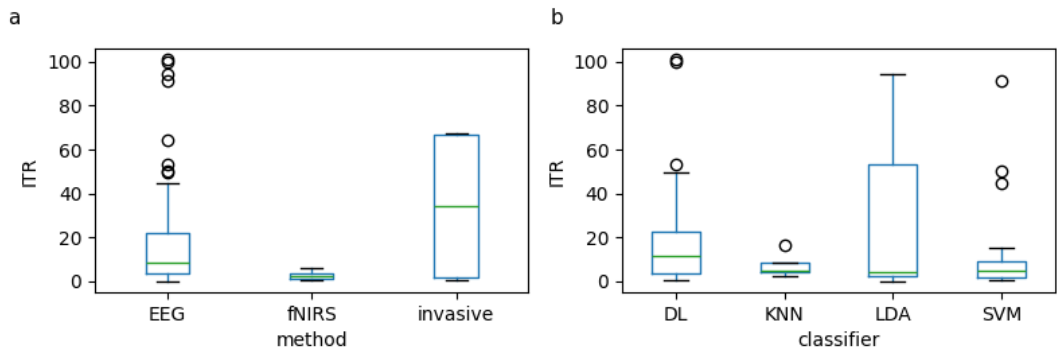 a
100
80
60
40
20
0
ITR
EEG fNIRS invasive
method
b
100
80
60
40
20
0
ITR
DL KNN LDA SVM
classifier